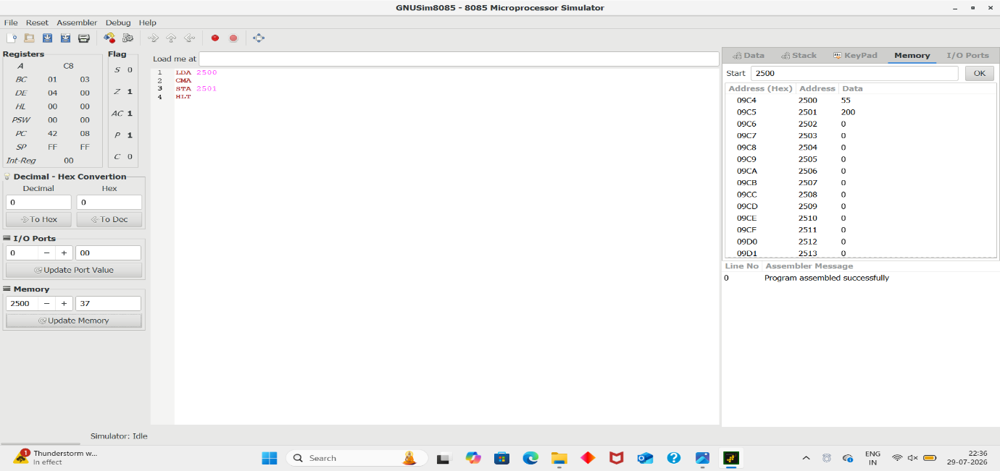 GNUSim8085 - 8085 Microprocessor Simulator
File Reset Assembler Debug Help
Registers
A C8
BC 01 03
DE 04 00
HL 00 00
PSW 00 00
PC 42 08
SP FF FF
Int-Reg 00
Flag
S 0
Z 1
AC 1
P 1
C 0
Decimal - Hex Convertion
Decimal Hex
0 0
To Hex To Dec
I/O Ports
0 − + 00
Update Port Value
Memory
2500 − + 37
Update Memory
Load me at
1 LDA 2500
2 CMA
3 STA 2501
4 HLT
Data Stack KeyPad Memory I/O Ports
Start 2500 OK
Address (Hex) Address Data
09C4 2500 55
09C5 2501 200
09C6 2502 0
09C7 2503 0
09C8 2504 0
09C9 2505 0
09CA 2506 0
09CB 2507 0
09CC 2508 0
09CD 2509 0
09CE 2510 0
09CF 2511 0
09D0 2512 0
09D1 2513 0
Line No Assembler Message
0 Program assembled successfully
Simulator: Idle
1 Thunderstorm w...
In effect
Search
ENG
IN
22:36
29-07-2026